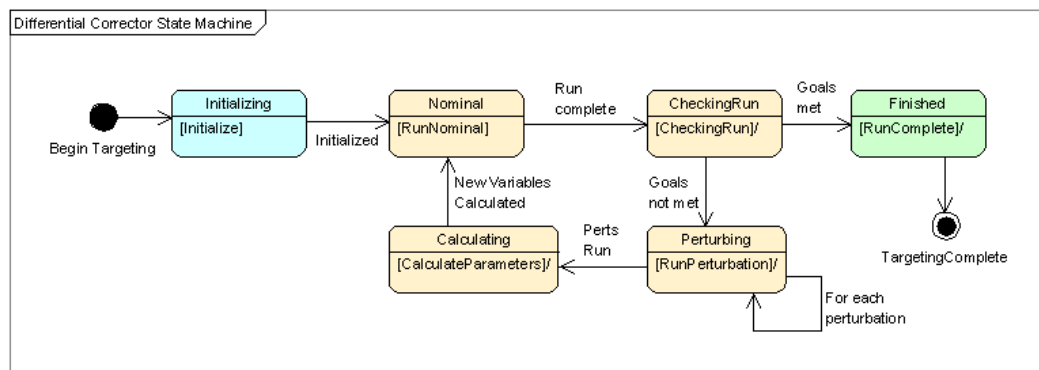 Differential Corrector State Machine
Begin Targeting
Initializing
[Initialize]
Initialized
Nominal
[RunNominal]
Run
complete
CheckingRun
[CheckingRun]/
Goals
met
Finished
[RunComplete]/
New Variables
Calculated
Goals
not met
Calculating
[CalculateParameters]/
Perts
Run
Perturbing
[RunPerturbation]/
TargetingComplete
For each
perturbation